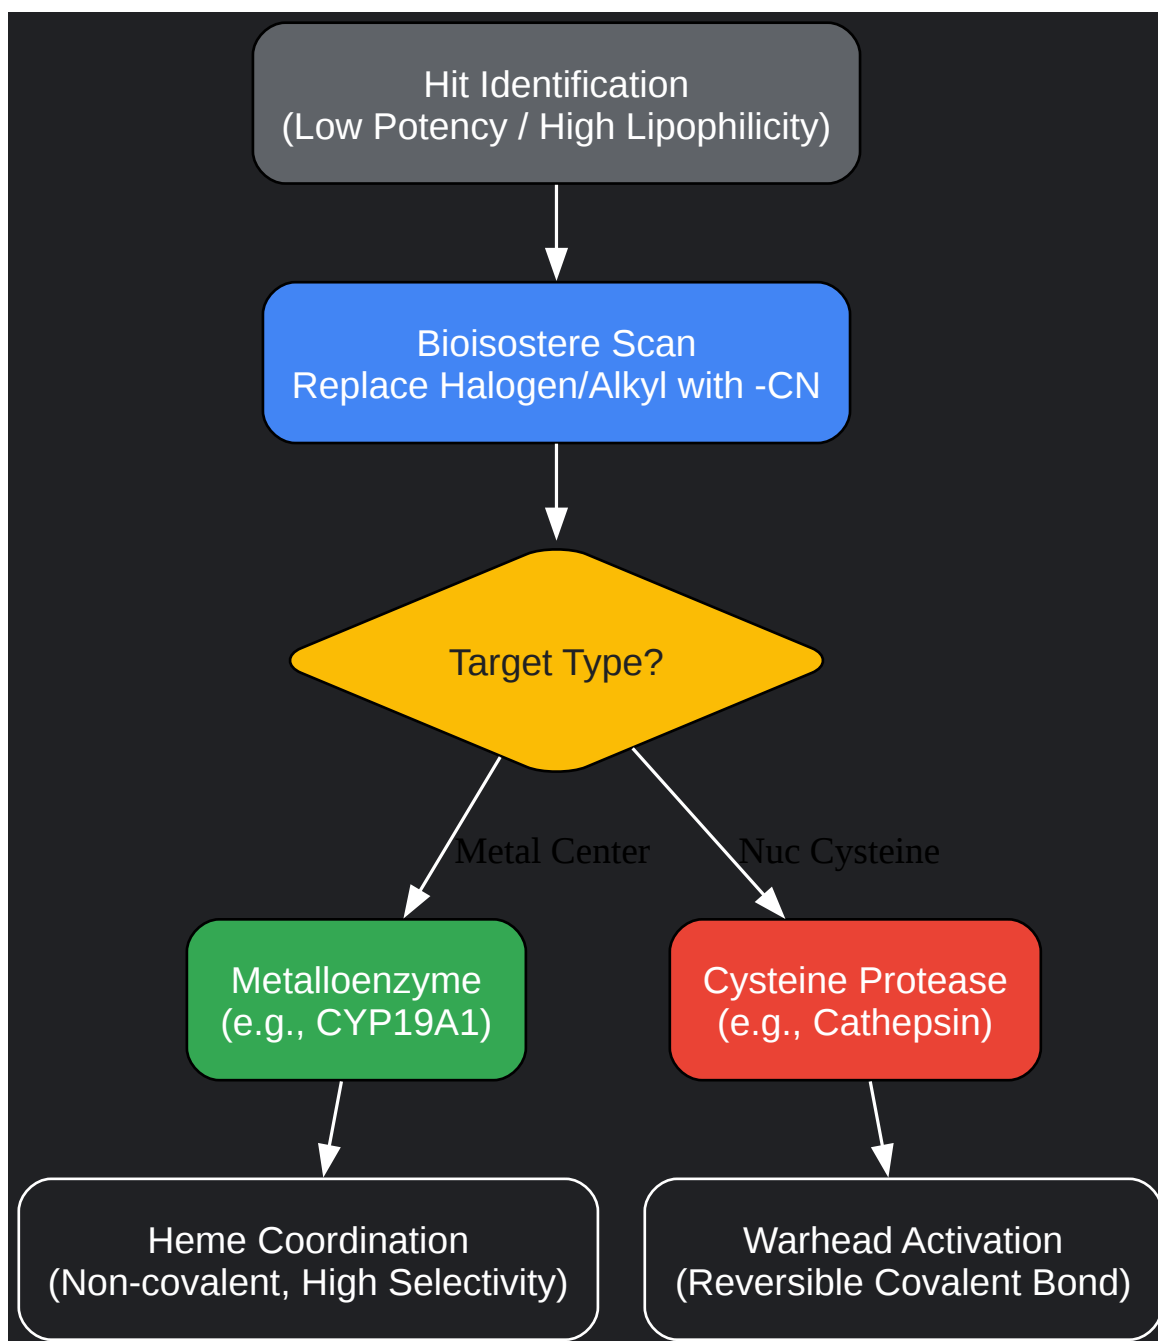 Hit Identification
(Low Potency / High Lipophilicity)
Bioisostere Scan
Replace Halogen/Alkyl with -CN
Target Type?
Metal Center
Nuc Cysteine
Metalloenzyme
(e.g., CYP19A1)
Cysteine Protease
(e.g., Cathepsin)
Heme Coordination
(Non-covalent, High Selectivity)
Warhead Activation
(Reversible Covalent Bond)